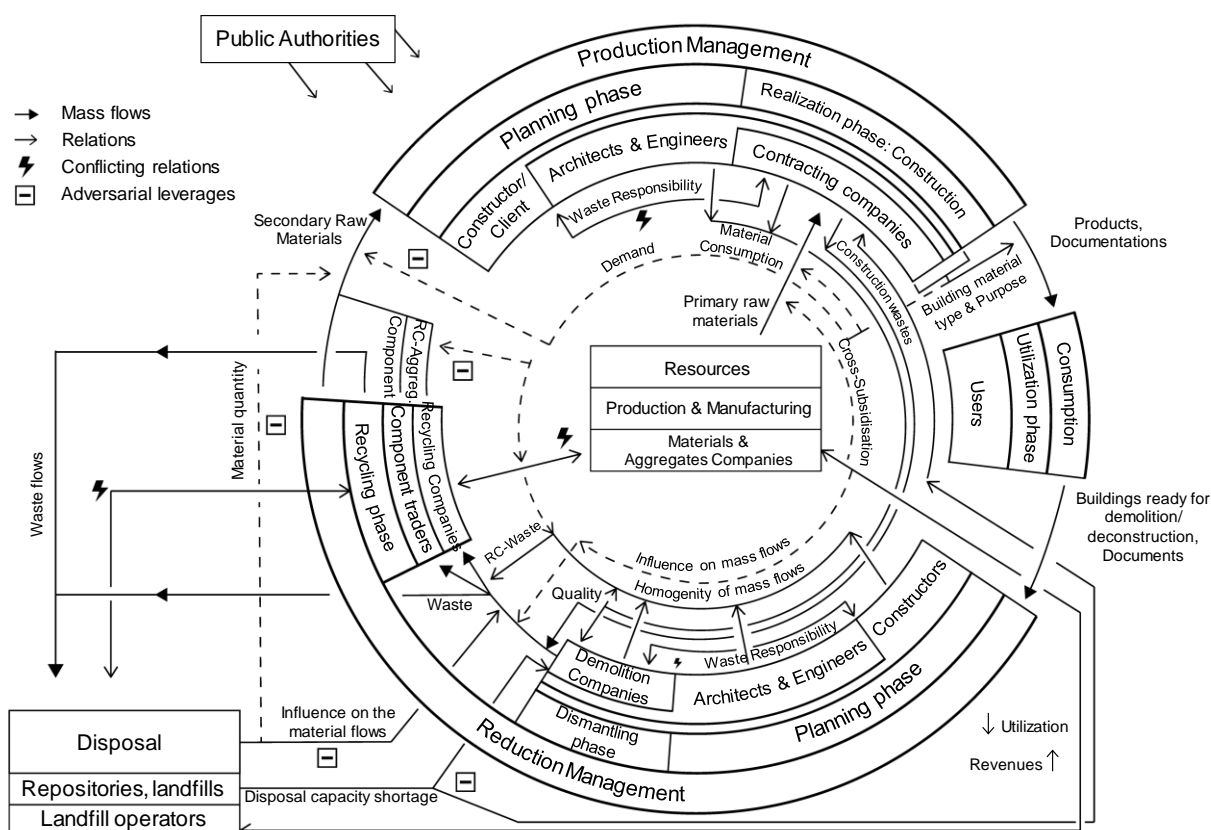 Public Authorities
Mass flows
Relations
Conflicting relations
Adversarial leverages
Production Management
Planning phase
Realization phase: Construction
Architects & Engineers
Contracting companies
Constructor/
Client
Waste Responsibility
Secondary Raw
Materials
Demand
Material
Consumption
Construction wastes
Products,
Documentations
Building material
type & Purpose
Primary raw
materials
Cross-Subsidisation
Resources
Production & Manufacturing
Materials &
Aggregates Companies
Users
Utilization phase
Consumption
RC-Aggreg.
Component
Recycling Companies
Component traders
Recycling phase
Material quantity
Waste flows
Buildings ready for
demolition/
deconstruction,
Documents
RC-Waste
Influence on mass flows
Homogenity of mass flows
Quality
Waste
Waste Responsibility
Constructors
Demolition
Companies
Architects & Engineers
Planning phase
Dismantling
phase
Reduction Management
Influence on the
material flows
Utilization
Revenues
Disposal
Repositories, landfills
Landfill operators
Disposal capacity shortage